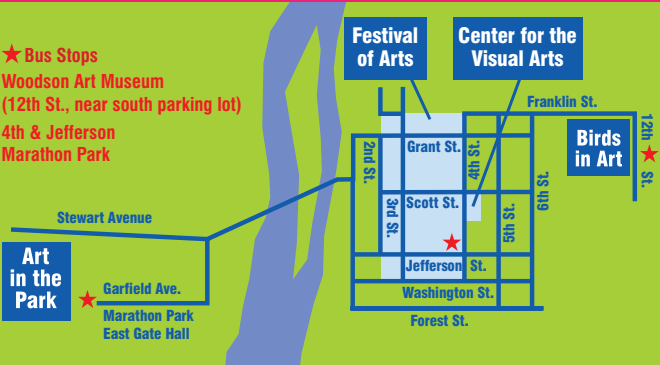 Bus Stops
Woodson Art Museum
(12th St., near south parking lot)
4th & Jefferson
Marathon Park
Festival
of Arts
Center for the
Visual Arts
Franklin St.
12th St.
Birds
in Art
2nd St.
Grant St.
4th St.
6th St.
3rd St.
Scott St.
5th St.
Jefferson St.
Washington St.
Forest St.
Stewart Avenue
Art
in the
Park
Garfield Ave.
Marathon Park
East Gate Hall